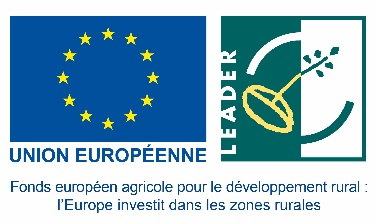 UNION EUROPÉENNE
LEADER
Fonds européen agricole pour le développement rural :
l'Europe investit dans les zones rurales